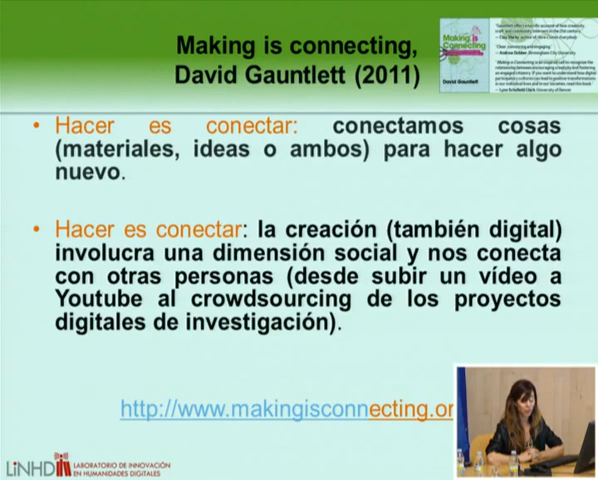 Making is connecting,
David Gauntlett (2011)
Making is
Connecting
David Gauntlett
• Hacer es conectar: conectamos cosas
(materiales, ideas o ambos) para hacer algo
nuevo.
• Hacer es conectar: la creación (también digital)
involucra una dimensión social y nos conecta
con otras personas (desde subir un vídeo a
Youtube al crowdsourcing de los proyectos
digitales de investigación).
http://www.makingisconnecting.or
LINHD
LABORATORIO DE INNOVACIÓN
EN HUMANIDADES DIGITALES